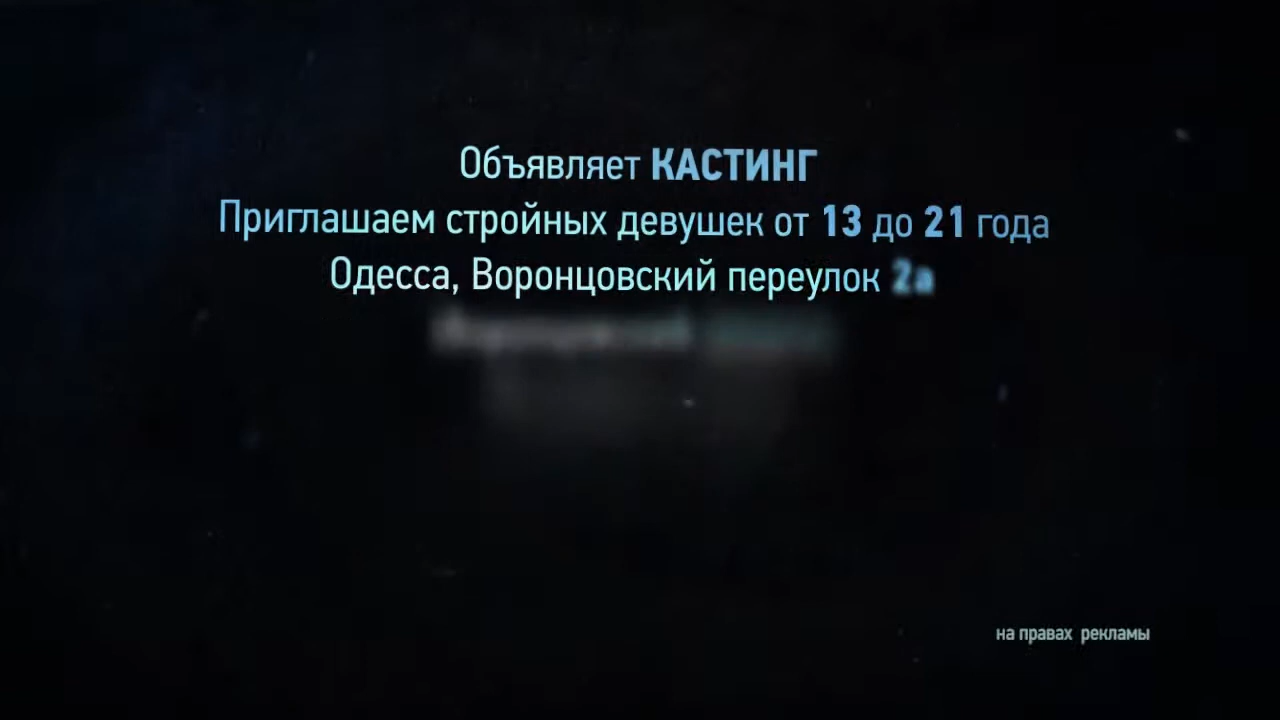 Объявляет КАСТИНГ
Приглашаем стройных девушек от 13 до 21 года
Одесса, Воронцовский переулок 2а
на правах рекламы